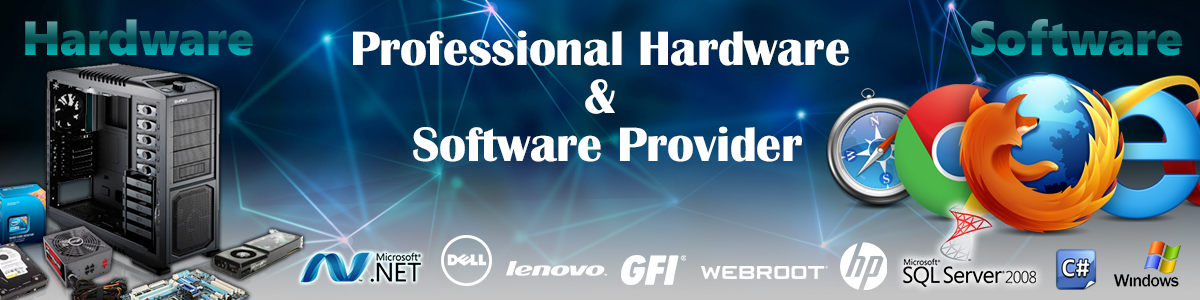 Hardware
Software
Professional Hardware
&
Software Provider
Microsoft®
.NET
DELL
lenovo.
GFI®
WEBROOT®
hp
Microsoft®
SQL Server® 2008
C#
Windows